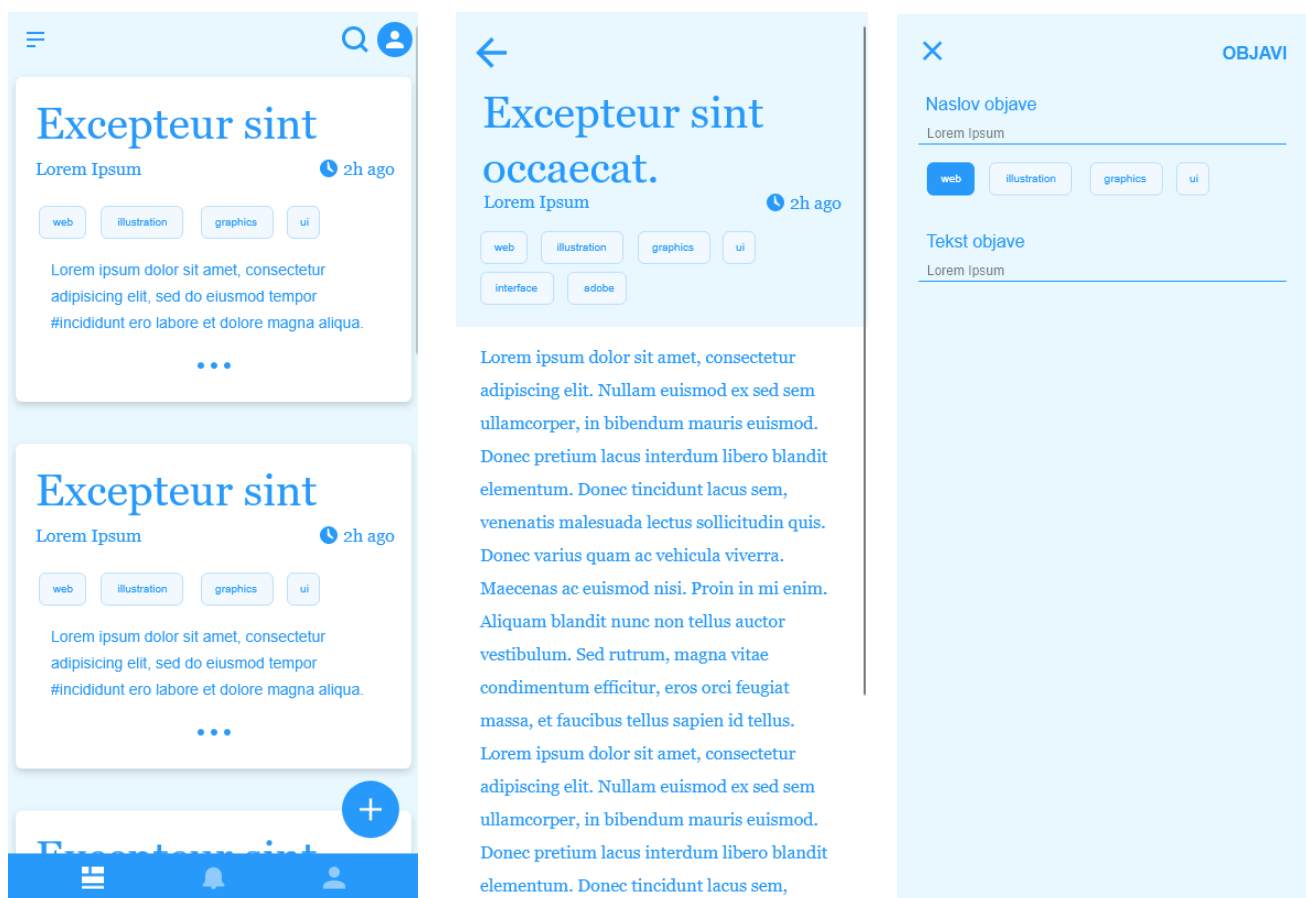 Excepteur sint
Lorem Ipsum
2h ago
web illustration graphics ui
Lorem ipsum dolor sit amet, consectetur
adipisicing elit, sed do eiusmod tempor
#incididunt ero labore et dolore magna aliqua.
Excepteur sint
Lorem Ipsum
2h ago
web illustration graphics ui
Lorem ipsum dolor sit amet, consectetur
adipisicing elit, sed do eiusmod tempor
#incididunt ero labore et dolore magna aliqua.
Excepteur sint
Excepteur sint
occaecat.
Lorem Ipsum
2h ago
web illustration graphics ui
interface adobe
Lorem ipsum dolor sit amet, consectetur
adipiscing elit. Nullam euismod ex sed sem
ullamcorper, in bibendum mauris euismod.
Donec pretium lacus interdum libero blandit
elementum. Donec tincidunt lacus sem,
venenatis malesuada lectus sollicitudin quis.
Donec varius quam ac vehicula viverra.
Maecenas ac euismod nisi. Proin in mi enim.
Aliquam blandit nunc non tellus auctor
vestibulum. Sed rutrum, magna vitae
condimentum efficitur, eros orci feugiat
massa, et faucibus tellus sapien id tellus.
Lorem ipsum dolor sit amet, consectetur
adipiscing elit. Nullam euismod ex sed sem
ullamcorper, in bibendum mauris euismod.
Donec pretium lacus interdum libero blandit
elementum. Donec tincidunt lacus sem,
OBJAVI
Naslov objave
Lorem Ipsum
web illustration graphics ui
Tekst objave
Lorem Ipsum